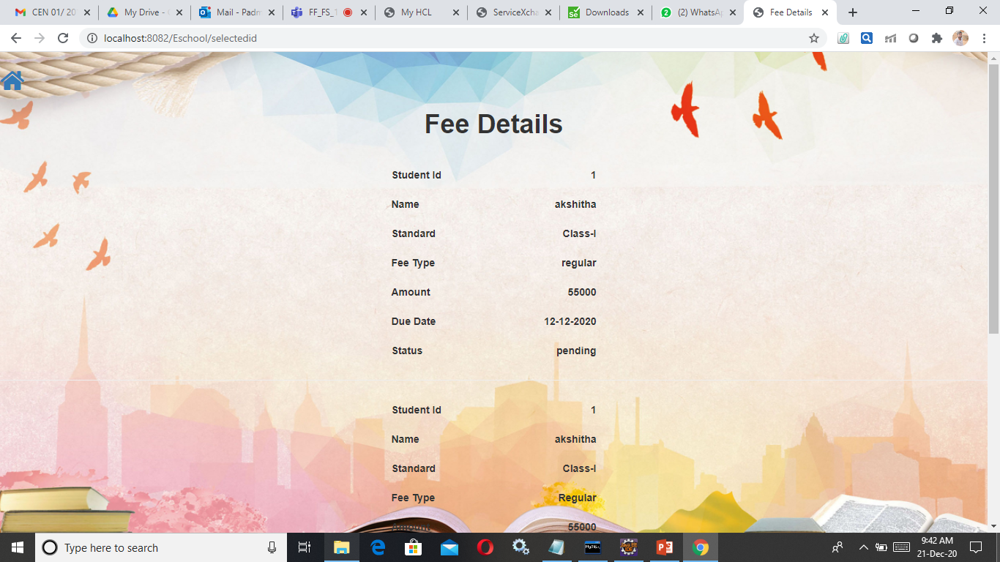 CEN 01/ 20
My Drive -
Mail - Padm
FF_FS_1
My HCL
ServiceXcha
Downloads
(2) WhatsAp
Fee Details
localhost:8082/Eschool/selectedid
Fee Details
Student Id 1
Name akshitha
Standard Class-I
Fee Type regular
Amount 55000
Due Date 12-12-2020
Status pending
Student Id 1
Name akshitha
Standard Class-I
Fee Type Regular
Amount 55000
Type here to search
9:42 AM
21-Dec-20